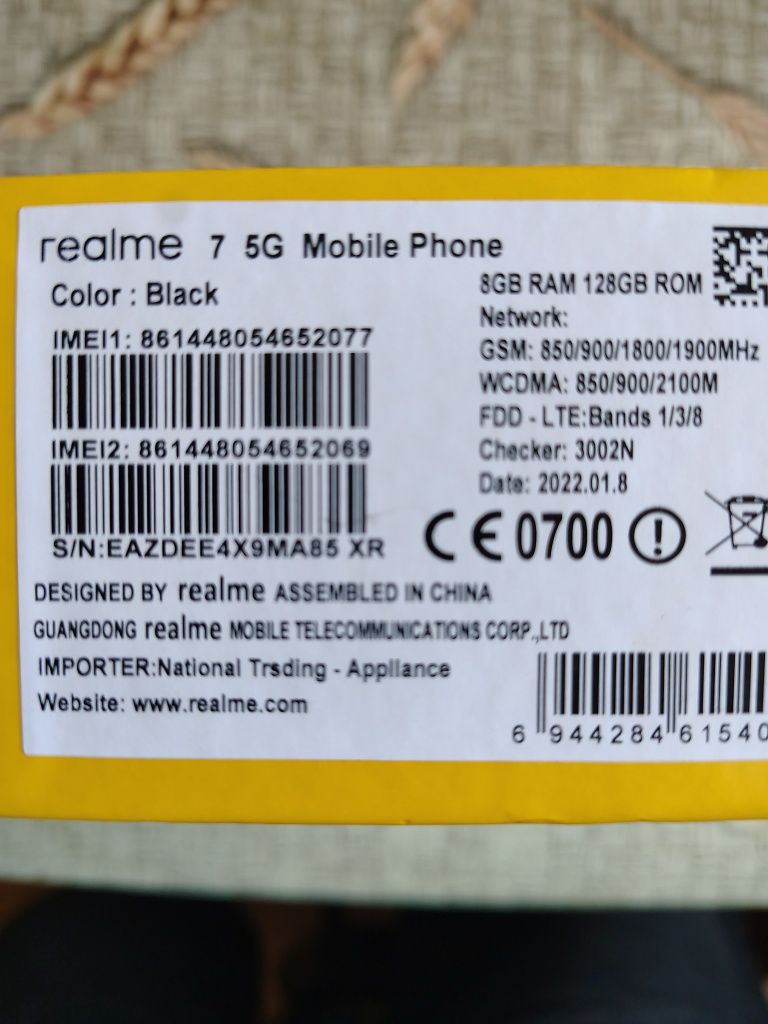 realme 7 5G Mobile Phone
Color : Black
IMEI1: 861448054652077
IMEI2: 861448054652069
S/N:EAZDEE4X9MA85 XR
8GB RAM 128GB ROM
Network:
GSM: 850/900/1800/1900MHz
WCDMA: 850/900/2100M
FDD - LTE:Bands 1/3/8
Checker: 3002N
Date: 2022.01.8
CE 0700
DESIGNED BY realme ASSEMBLED IN CHINA
GUANGDONG realme MOBILE TELECOMMUNICATIONS CORP.,LTD
IMPORTER:National Trsding - Appllance
Website: www.realme.com
6 944284 61540